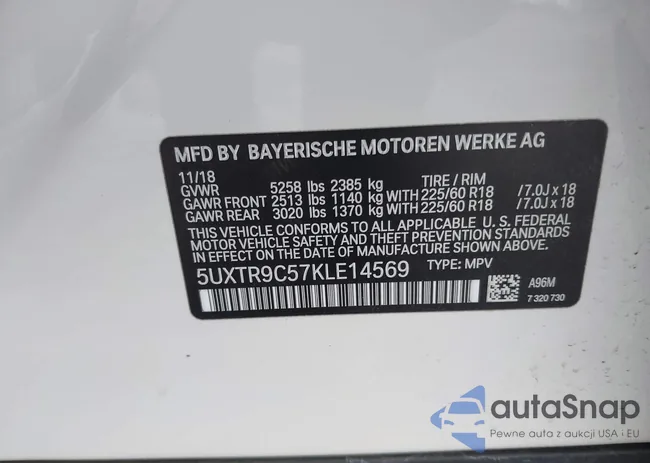 MFD BY BAYERISCHE MOTOREN WERKE AG
11/18 TIRE / RIM
GVWR 5258 lbs 2385 kg
GAWR FRONT 2513 lbs 1140 kg WITH 225/60 R18 /7.0J x 18
GAWR REAR 3020 lbs 1370 kg WITH 225/60 R18 /7.0J x 18
THIS VEHICLE CONFORMS TO ALL APPLICABLE U. S. FEDERAL
MOTOR VEHICLE SAFETY AND THEFT PREVENTION STANDARDS
IN EFFECT ON THE DATE OF MANUFACTURE SHOWN ABOVE.
5UXTR9C57KLE14569 TYPE: MPV
A96M
7 320 730
autaSnap
Pewne auta z aukcji USA i EU